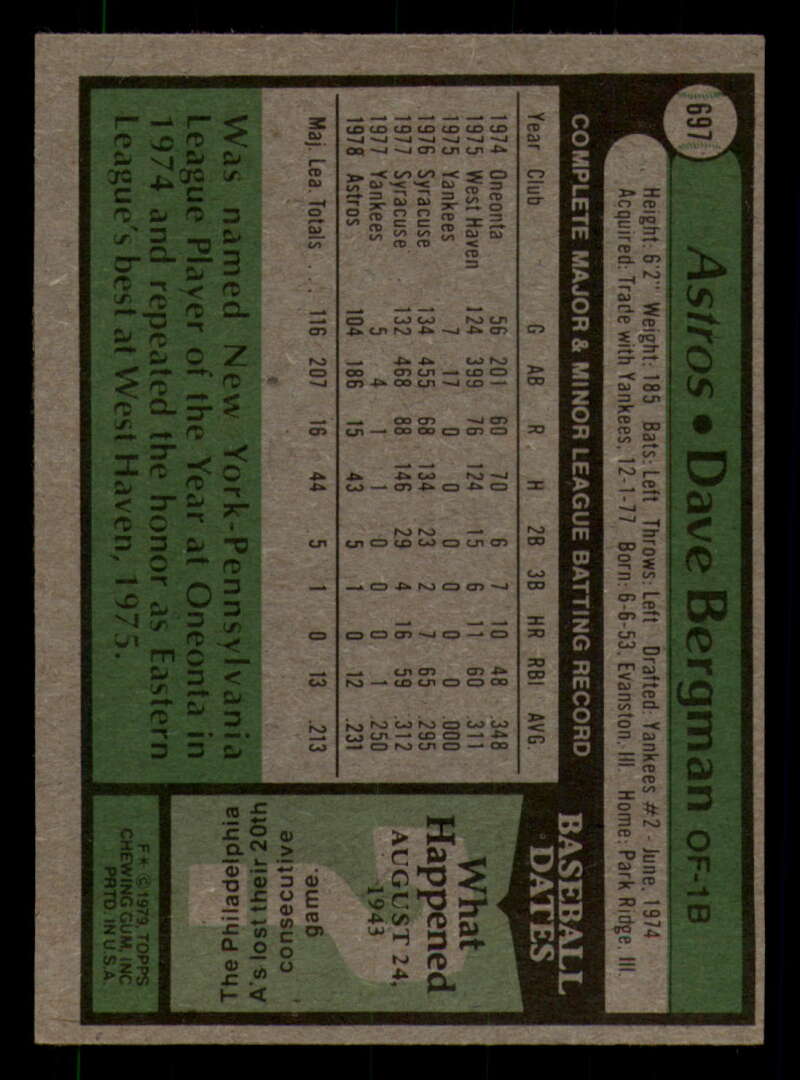 697
Astros • Dave Bergman OF-1B
Height: 6'2" Weight: 185 Bats: Left Throws: Left Drafted: Yankees #2 - June, 1974
Acquired: Trade with Yankees, 12-1-77 Born: 6-6-53, Evanston, Ill. Home: Park Ridge, Ill.
COMPLETE MAJOR & MINOR LEAGUE BATTING RECORD
Year Club G AB R H 2B 3B HR RBI AVG.
1974 Oneonta 56 201 60 70 6 7 10 48 .348
1975 West Haven 124 399 76 124 15 6 11 60 .311
1975 Yankees 7 17 0 0 0 0 0 0 .000
1976 Syracuse 134 455 68 134 23 2 7 65 .295
1977 Syracuse 132 468 88 146 29 4 16 59 .312
1977 Yankees 5 4 1 1 0 0 0 1 .250
1978 Astros 104 186 15 43 5 1 0 12 .231
Maj. Lea. Totals . . . 116 207 16 44 5 1 0 13 .213
Was named New York-Pennsylvania
League Player of the Year at Oneonta in
1974 and repeated the honor as Eastern
League's best at West Haven, 1975.
BASEBALL
DATES
What
Happened
AUGUST 24,
1943
?
The Philadelphia
A's lost their 20th
consecutive
game.
F* © 1979, TOPPS
CHEWING GUM, INC
PRTD. IN U.S.A.